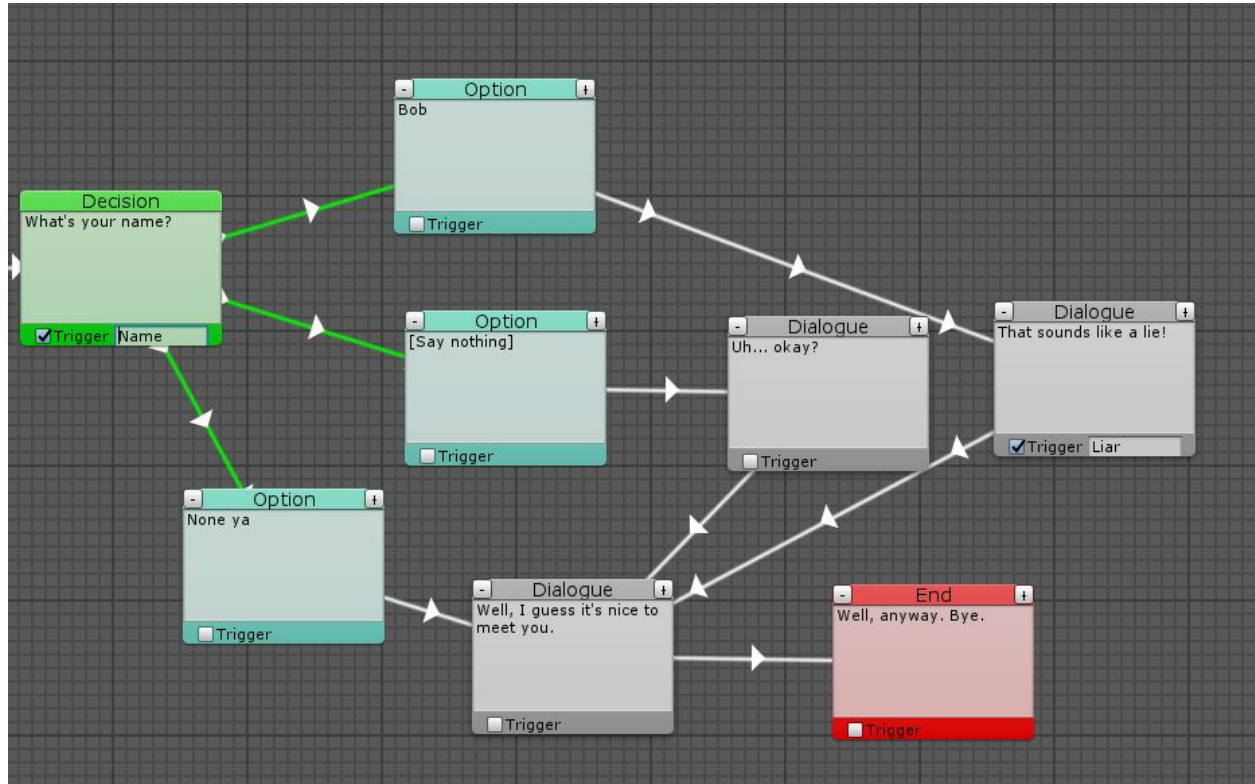 Option
Bob
Trigger
Decision
What's your name?
Trigger Name
Option
[Say nothing]
Trigger
Dialogue
Uh... okay?
Trigger
Dialogue
That sounds like a lie!
Trigger Liar
Option
None ya
Trigger
Dialogue
Well, I guess it's nice to
meet you.
Trigger
End
Well, anyway. Bye.
Trigger